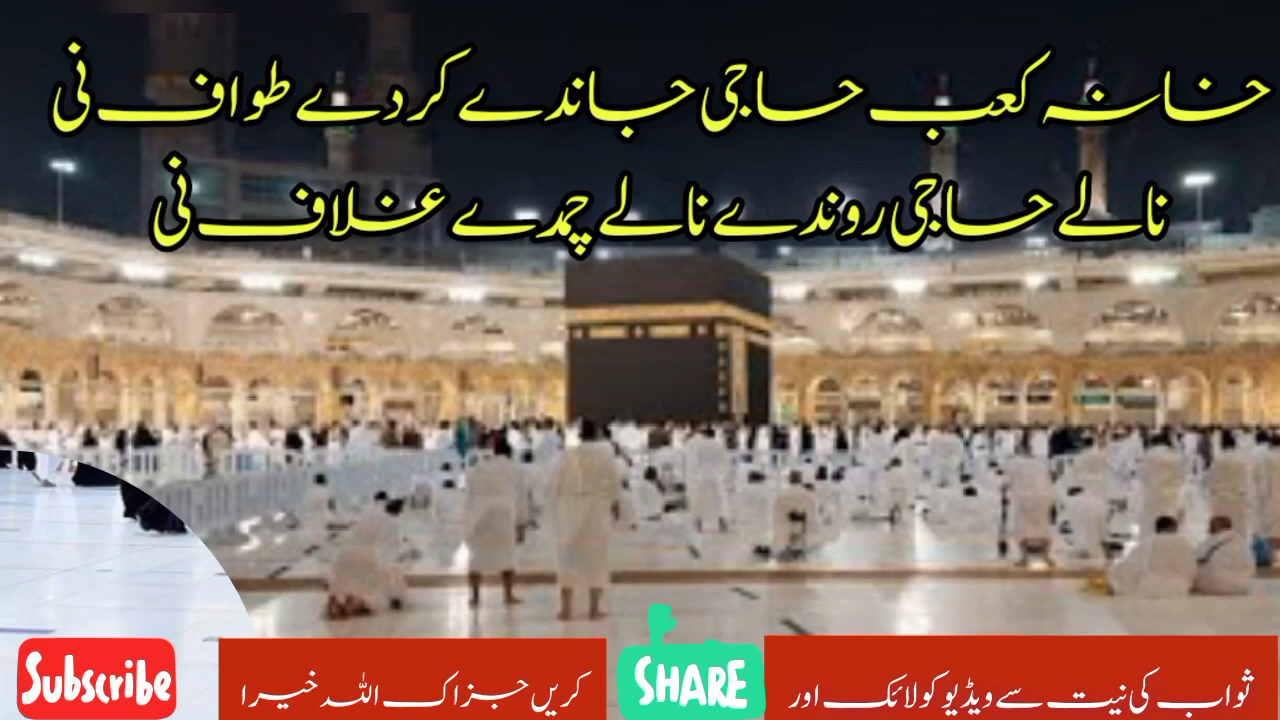 خانہ کعبہ حاجی جاندے کردے طواف نی
نالے حاجی روندے نالے چمدے غلاف نی
ثواب کی نیت سے ویڈیو کو لائک اور SHARE کریں جزاک اللہ خیرا Subscribe